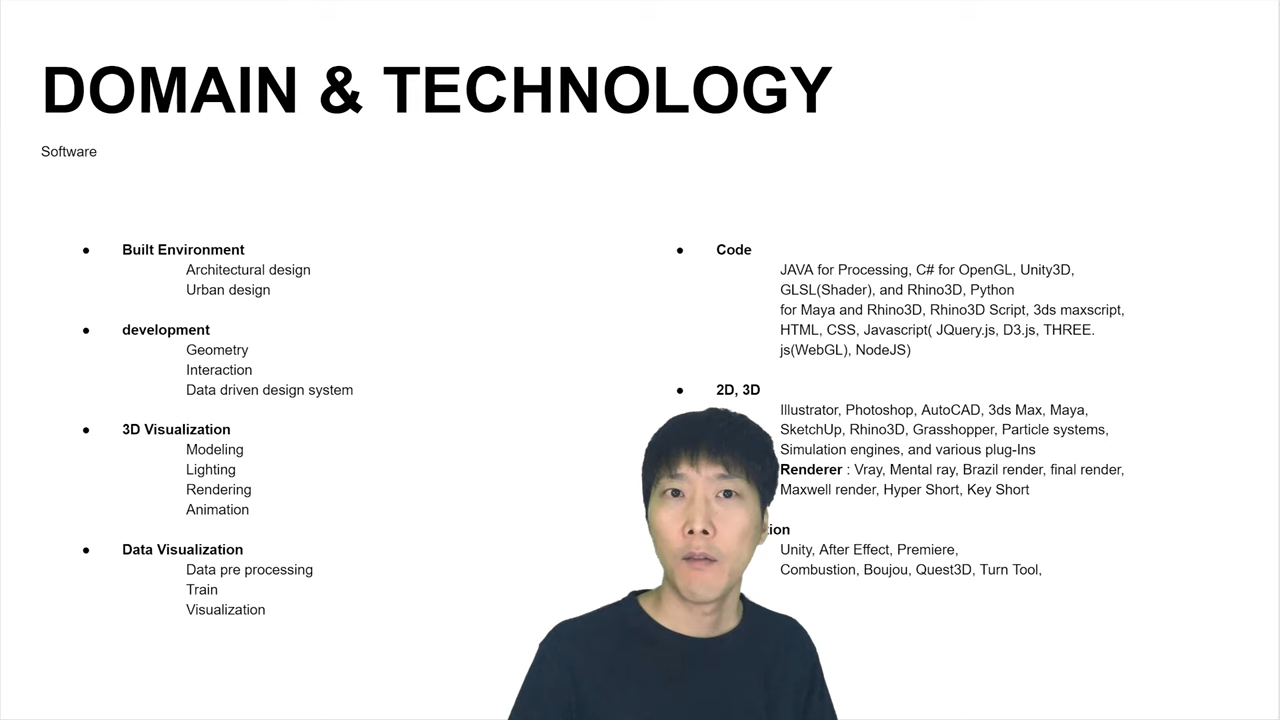 DOMAIN & TECHNOLOGY
Software
● Built Environment
Architectural design
Urban design
● development
Geometry
Interaction
Data driven design system
● 3D Visualization
Modeling
Lighting
Rendering
Animation
● Data Visualization
Data pre processing
Train
Visualization
● Code
JAVA for Processing, C# for OpenGL, Unity3D,
GLSL(Shader), and Rhino3D, Python
for Maya and Rhino3D, Rhino3D Script, 3ds maxscript,
HTML, CSS, Javascript( JQuery.js, D3.js, THREE.
js(WebGL), NodeJS)
● 2D, 3D
Illustrator, Photoshop, AutoCAD, 3ds Max, Maya,
SketchUp, Rhino3D, Grasshopper, Particle systems,
Simulation engines, and various plug-Ins
Renderer : Vray, Mental ray, Brazil render, final render,
Maxwell render, Hyper Short, Key Short
Unity, After Effect, Premiere,
Combustion, Boujou, Quest3D, Turn Tool,